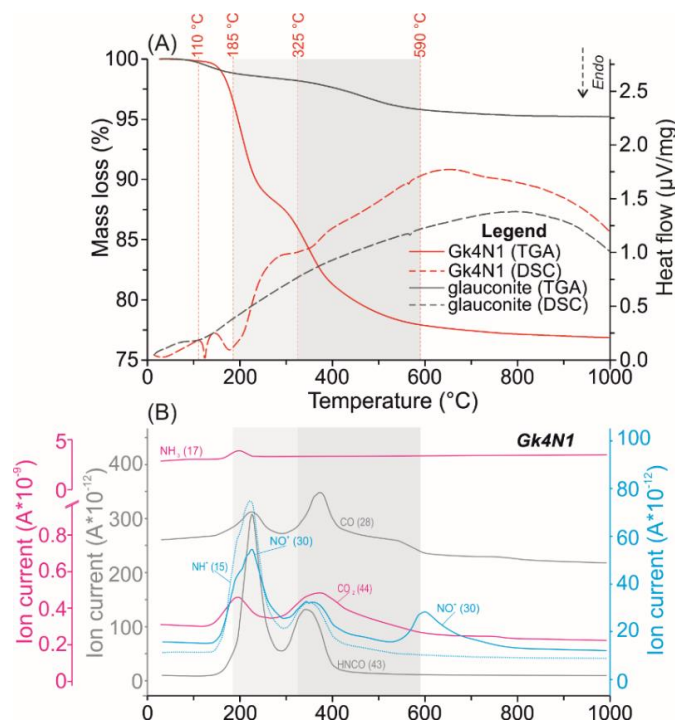 (A)
110 °C
185 °C
325 °C
590 °C
Endo
100
95
90
85
80
75
Mass loss (%)
2.5
2.0
1.5
1.0
0.5
0.0
Heat flow (µV/mg)
Legend
Gk4N1 (TGA)
Gk4N1 (DSC)
glauconite (TGA)
glauconite (DSC)
0 200 400 600 800 1000
Temperature (°C)
(B)
Gk4N1
5
3
0.8
0.6
0.4
0.2
0
Ion current (A*10⁻⁹)
400
300
200
150
100
50
0
Ion current (A*10⁻¹²)
100
80
60
40
20
0
Ion current (A*10⁻¹²)
NH₃ (17)
CO (28)
NO⁺ (30)
NH⁺ (15)
CO₂ (44)
NO⁺ (30)
HNCO (43)
0 200 400 600 800 1000